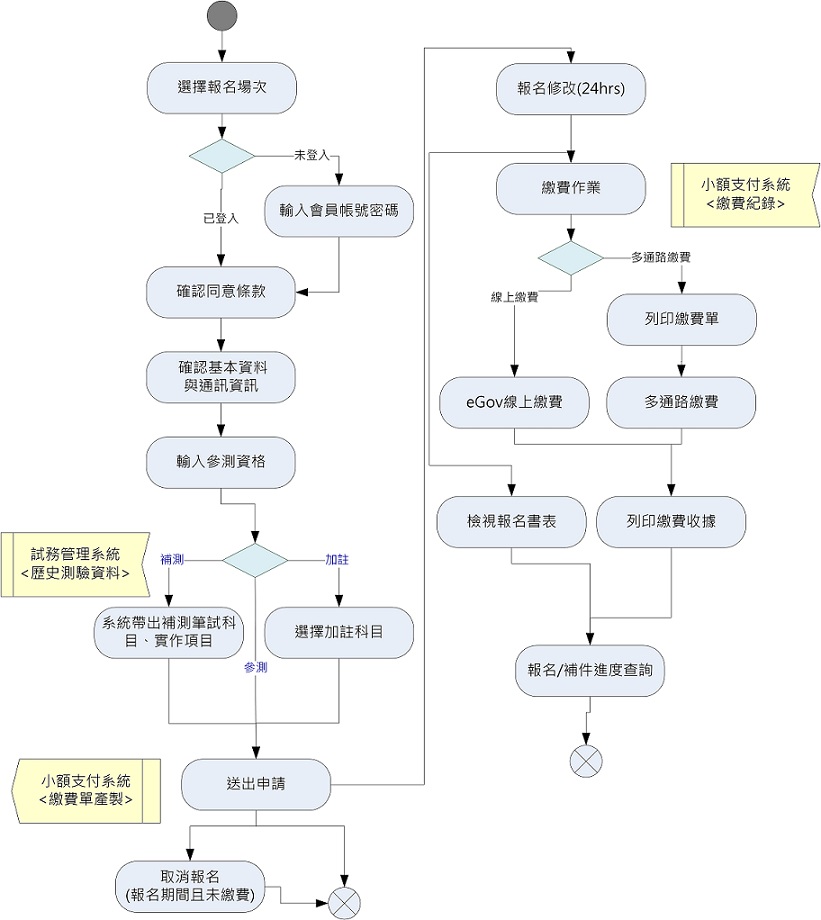 選擇報名場次
未登入
輸入會員帳號密碼
已登入
確認同意條款
確認基本資料
與通訊資訊
輸入參測資格
試務管理系統
<歷史測驗資料>
補測
加註
系統帶出補測筆試科
目、實作項目
選擇加註科目
參測
小額支付系統
<繳費單產製>
送出申請
取消報名
(報名期間且未繳費)
報名修改(24hrs)
繳費作業
小額支付系統
<繳費紀錄>
多通路繳費
線上繳費
列印繳費單
eGov線上繳費
多通路繳費
檢視報名書表
列印繳費收據
報名/補件進度查詢